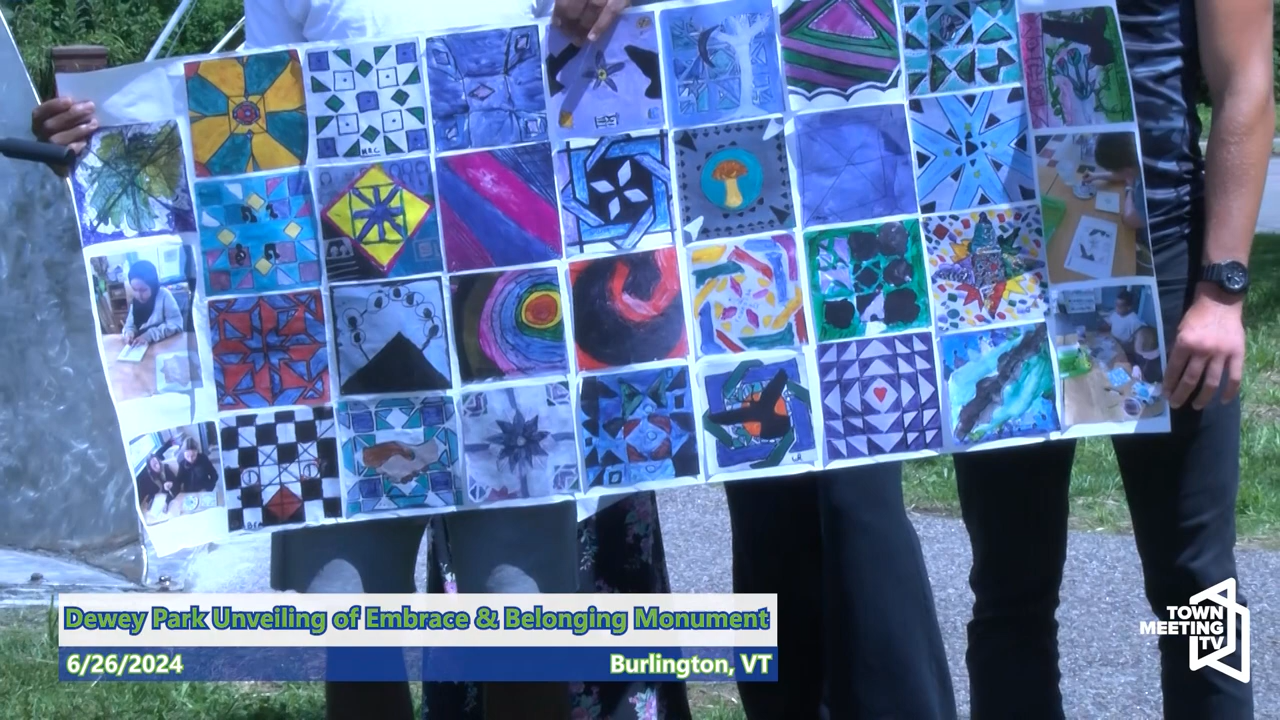 Dewey Park Unveiling of Embrace & Belonging Monument
6/26/2024
Burlington, VT
TOWN
MEETING
TV